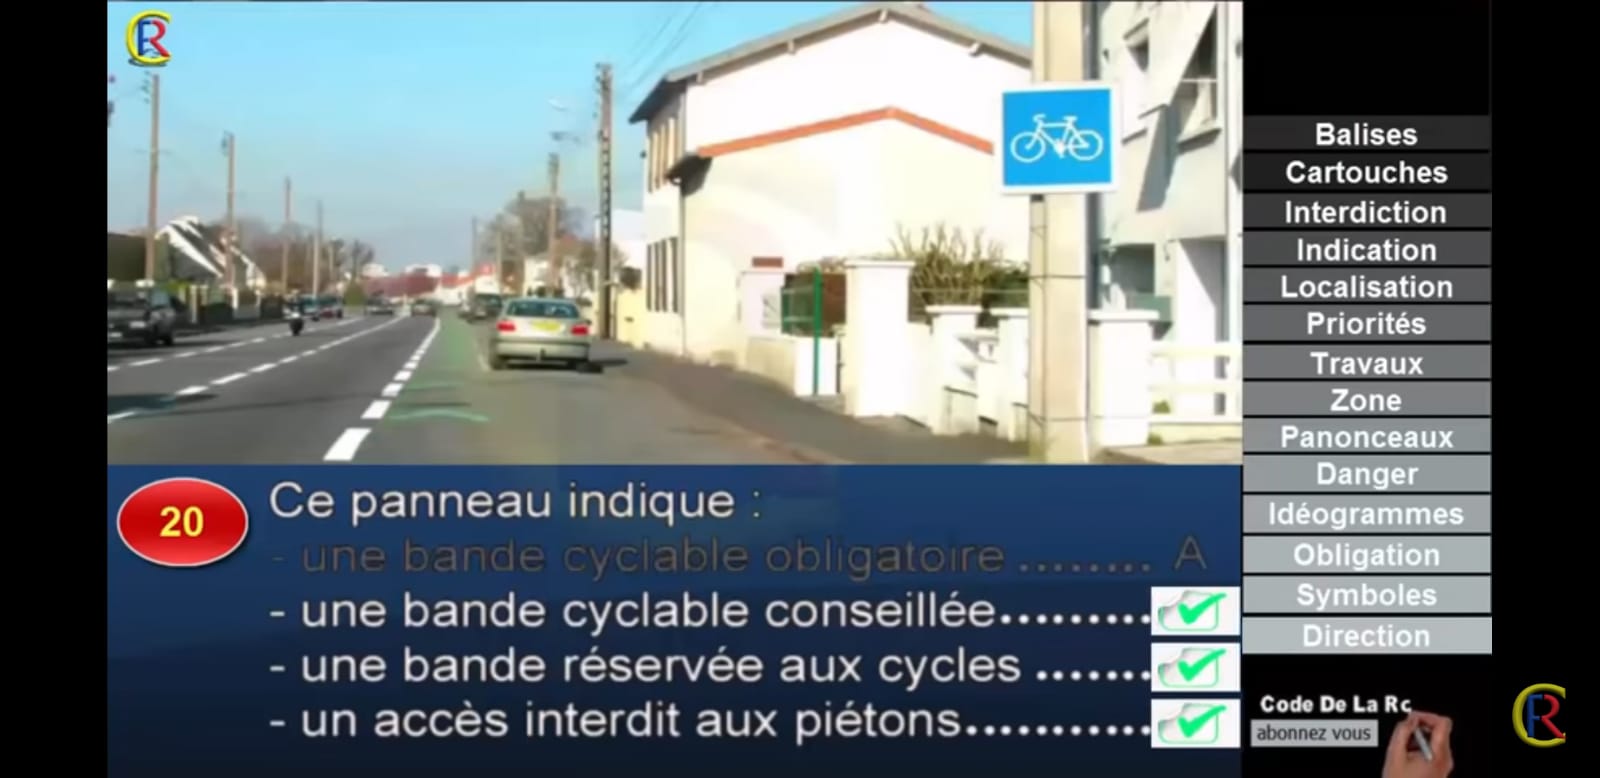 Balises
Cartouches
Interdiction
Indication
Localisation
Priorités
Travaux
Zone
Panonceaux
Danger
Idéogrammes
Obligation
Symboles
Direction
20
Ce panneau indique :
- une bande cyclable obligatoire ........ A
- une bande cyclable conseillée.........
- une bande réservée aux cycles .......
- un accès interdit aux piétons...........
Code De La Rc
abonnez vous